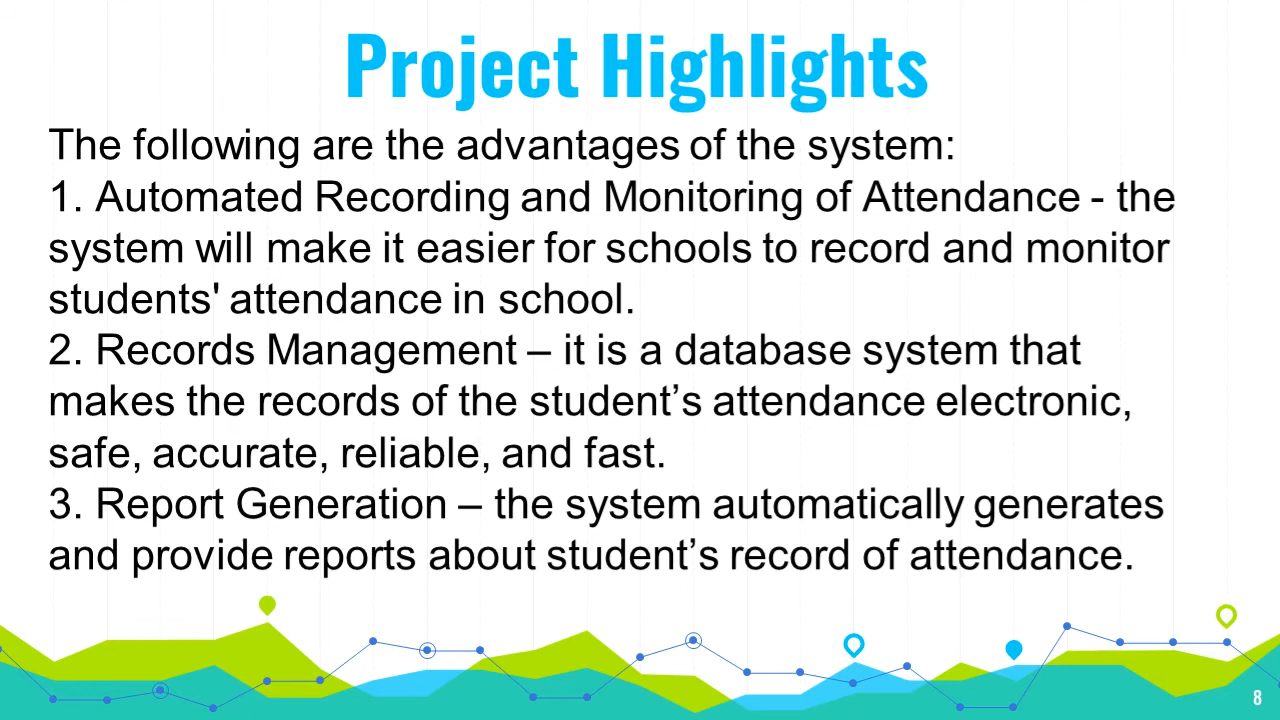 Project Highlights
The following are the advantages of the system:
1. Automated Recording and Monitoring of Attendance - the
system will make it easier for schools to record and monitor
students' attendance in school.
2. Records Management – it is a database system that
makes the records of the student’s attendance electronic,
safe, accurate, reliable, and fast.
3. Report Generation – the system automatically generates
and provide reports about student’s record of attendance.
8